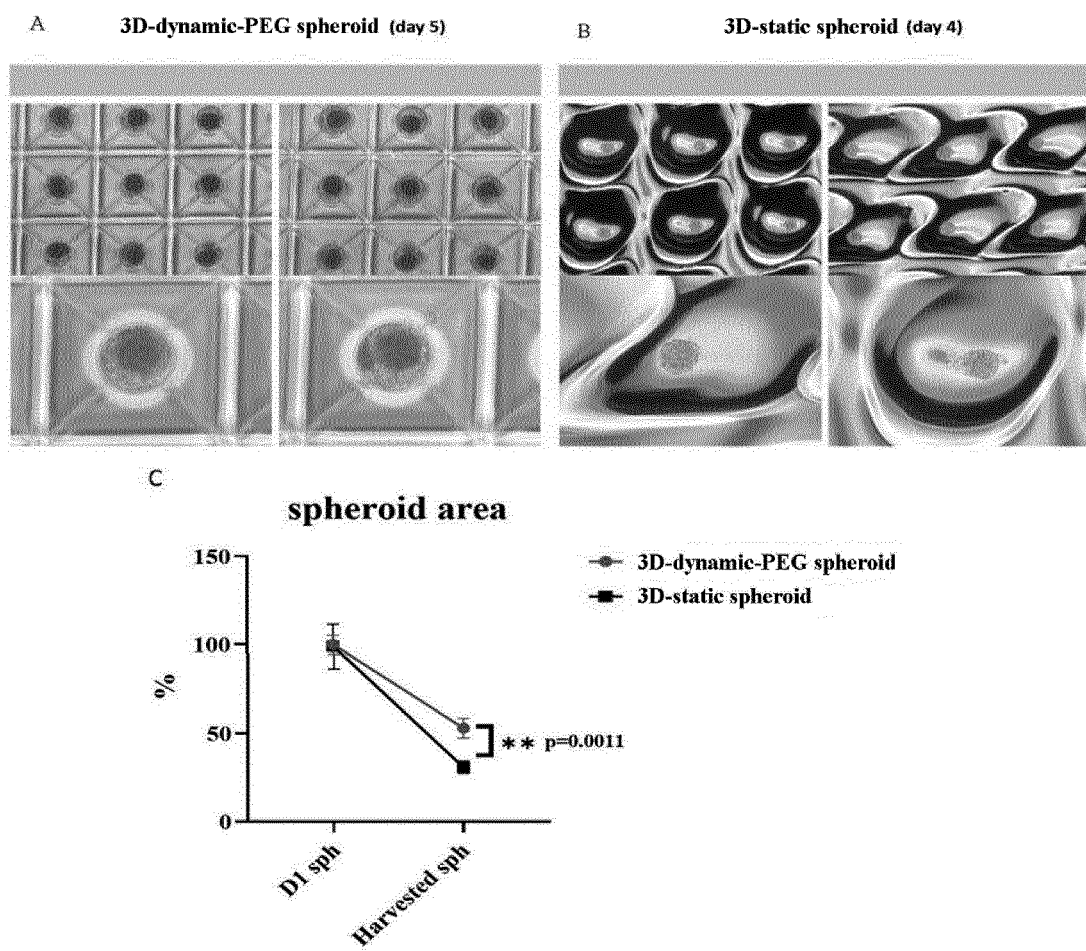 A
3D-dynamic-PEG spheroid (day 5)
B
3D-static spheroid (day 4)
C
spheroid area
150
100
50
0
%
D1 sph
Harvested sph
** p=0.0011
3D-dynamic-PEG spheroid
3D-static spheroid